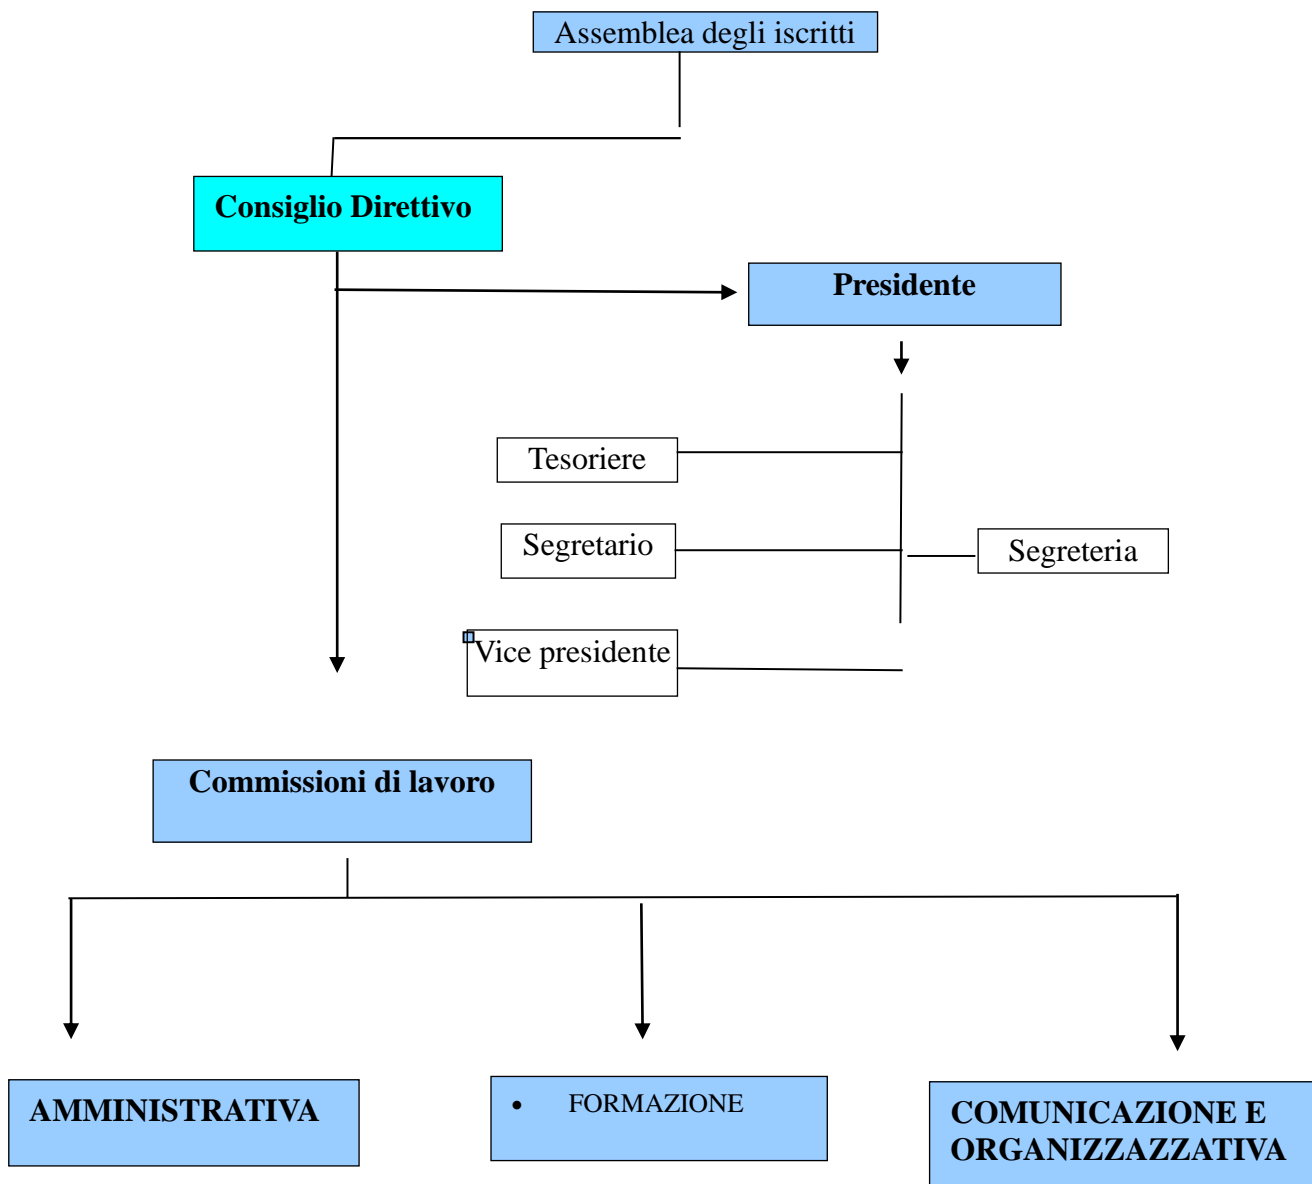 Assemblea degli iscritti
Consiglio Direttivo
Presidente
Tesoriere
Segretario
Segreteria
Vice presidente
Commissioni di lavoro
AMMINISTRATIVA
• FORMAZIONE
COMUNICAZIONE E
ORGANIZZAZZATIVA